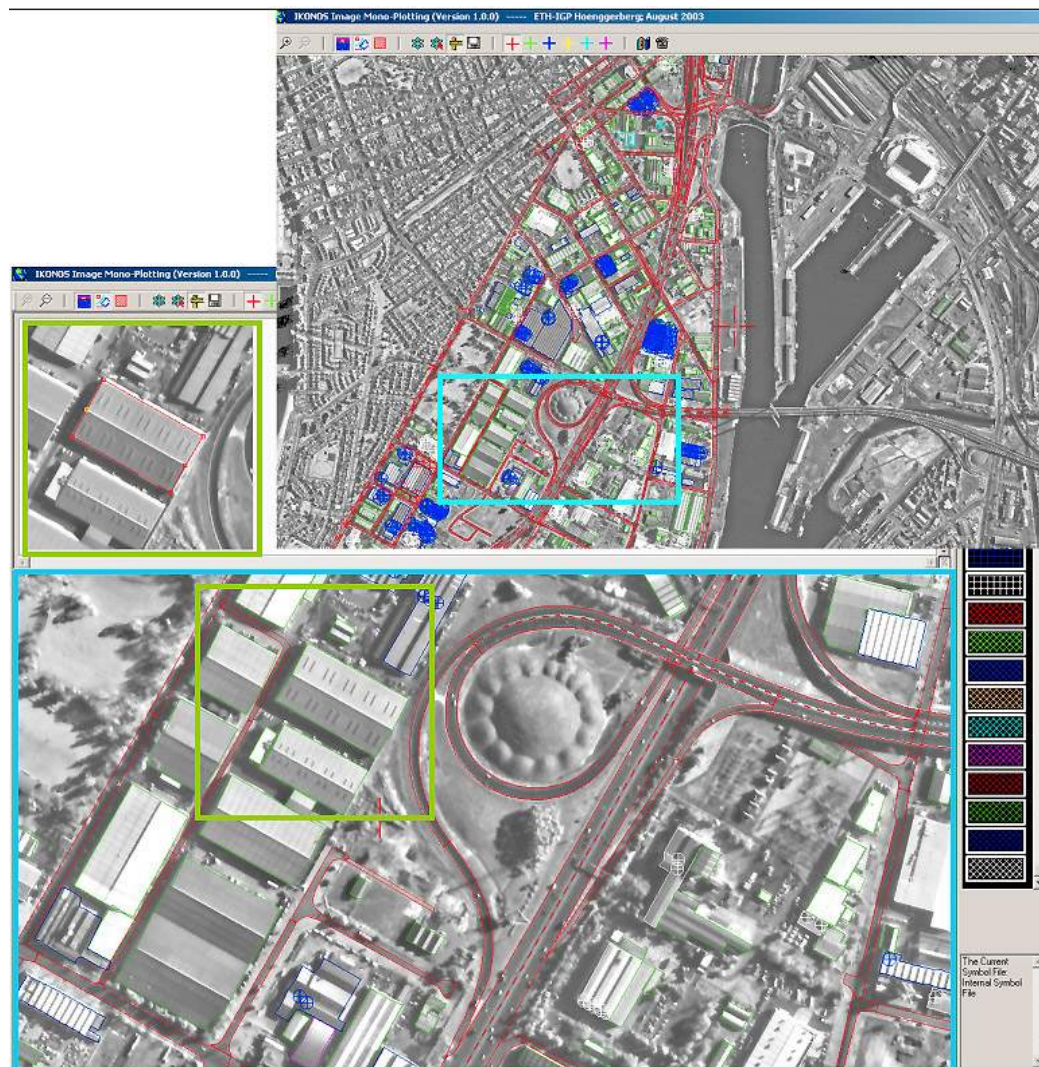 IKONOS Image Mono-Plotting (Version 1.0.0) ----- ETH-IGP Hoenggerberg; August 2003
IKONOS Image Mono-Plotting (Version 1.0.0) -----
The Current
Symbol File:
Internal Symbol
File